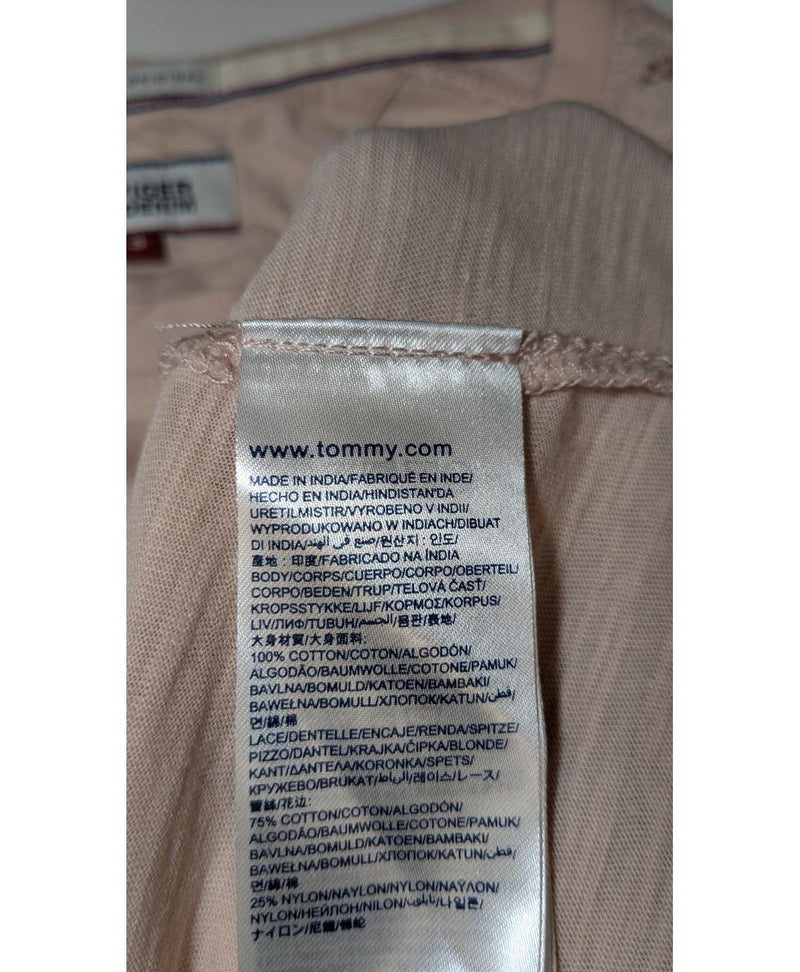 DENIM
www.tommy.com
MADE IN INDIA/FABRIQUÉ EN INDE/
HECHO EN INDIA/HINDISTAN'DA
URETILMISTIR/VYROBENO V INDII/
WYPRODUKOWANO W INDIACH/DIBUAT
DI INDIA/صنع في الهند/원산지 : 인도/
產地 : 印度/FABRICADO NA ÍNDIA
BODY/CORPS/CUERPO/CORPO/OBERTEIL/
CORPO/BEDEN/TRUP/TELOVÁ ČASŤ/
KROPSSTYKKE/LIJF/ΚΟΡΜΟΣ/KORPUS/
LIV/ЛИФ/TUBUH/الجسم/몸판/表地/
大身材質/大身面料:
100% COTTON/COTON/ALGODÓN/
ALGODÃO/BAUMWOLLE/COTONE/PAMUK/
BAVLNA/BOMULD/KATOEN/BAMBAKI/
BAWEŁNA/BOMULL/ХЛОПОК/KATUN/قطن/
면/綿/棉
LACE/DENTELLE/ENCAJE/RENDA/SPITZE/
PIZZO/DANTEL/KRAJKA/ČIPKA/BLONDE/
KANT/ΔΑΝΤΕΛΑ/KORONKA/SPETS/
КРУЖЕВО/BRUKAT/الرباط/레이스/レース/
蕾絲/花边:
75% COTTON/COTON/ALGODÓN/
ALGODÃO/BAUMWOLLE/COTONE/PAMUK/
BAVLNA/BOMULD/KATOEN/BAMBAKI/
BAWEŁNA/BOMULL/ХЛОПОК/KATUN/قطن/
면/綿/棉
25% NYLON/NAYLON/NYLON/ΝΑΫΛΟΝ/
NYLON/НЕЙЛОН/NILON/نايلون/나일론/
ナイロン/尼龍/锦纶